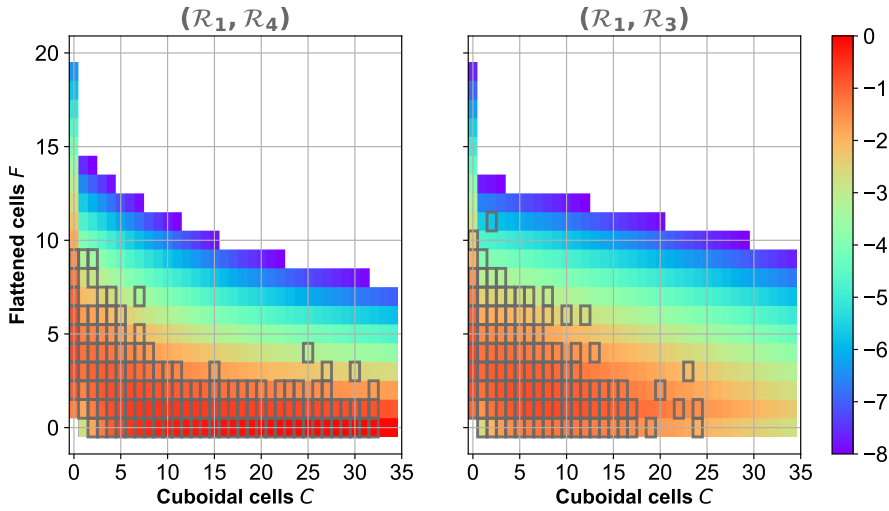 (ℛ₁, ℛ₄)
(ℛ₁, ℛ₃)
20
15
10
5
0
Flattened cells F
0 5 10 15 20 25 30 35
0 5 10 15 20 25 30 35
Cuboidal cells C
Cuboidal cells C
0
−1
−2
−3
−4
−5
−6
−7
−8